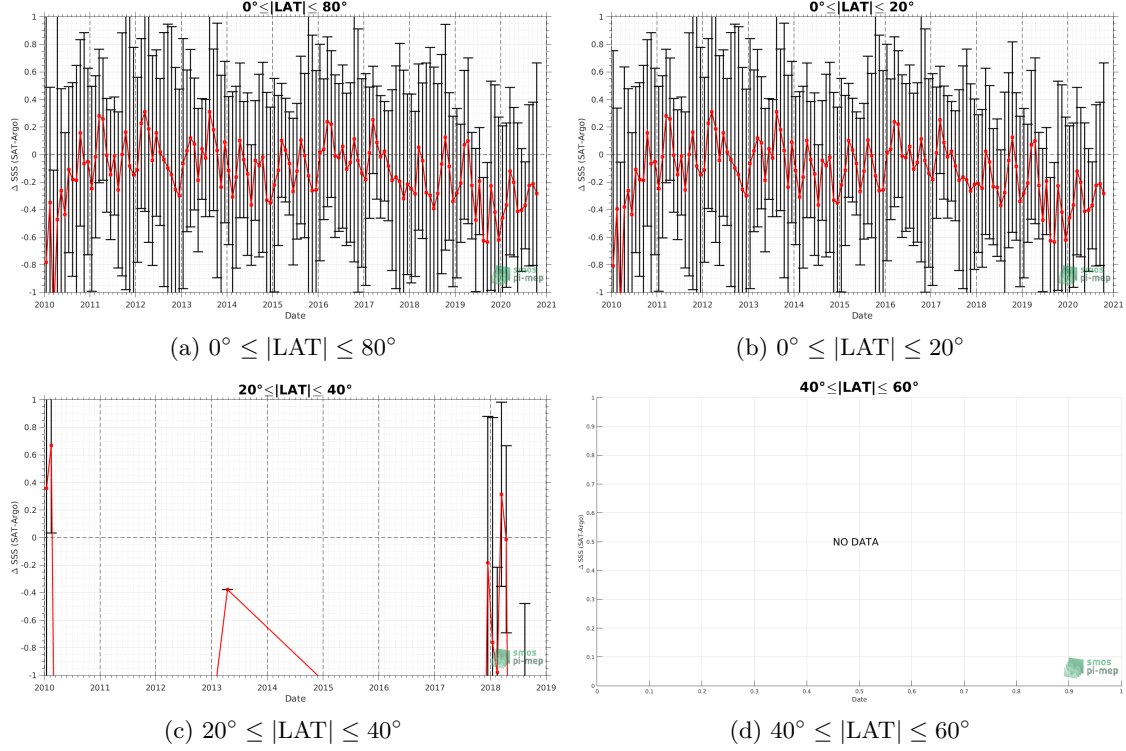 0°≤|LAT|≤ 80°
Δ SSS (SAT-Argo)
1
0.8
0.6
0.4
0.2
0
-0.2
-0.4
-0.6
-0.8
-1
2010 2011 2012 2013 2014 2015 2016 2017 2018 2019 2020 2021
Date
smos
pi-mep
(a) 0° ≤ |LAT| ≤ 80°
0°≤|LAT|≤ 20°
Δ SSS (SAT-Argo)
1
0.8
0.6
0.4
0.2
0
-0.2
-0.4
-0.6
-0.8
-1
2010 2011 2012 2013 2014 2015 2016 2017 2018 2019 2020 2021
Date
smos
pi-mep
(b) 0° ≤ |LAT| ≤ 20°
20°≤|LAT|≤ 40°
Δ SSS (SAT-Argo)
1
0.8
0.6
0.4
0.2
0
-0.2
-0.4
-0.6
-0.8
-1
2010 2011 2012 2013 2014 2015 2016 2017 2018 2019
Date
smos
pi-mep
(c) 20° ≤ |LAT| ≤ 40°
40°≤|LAT|≤ 60°
Δ SSS (SAT-Argo)
1
0.9
0.8
0.7
0.6
0.5
0.4
0.3
0.2
0.1
0
NO DATA
0 0.1 0.2 0.3 0.4 0.5 0.6 0.7 0.8 0.9 1
Date
smos
pi-mep
(d) 40° ≤ |LAT| ≤ 60°